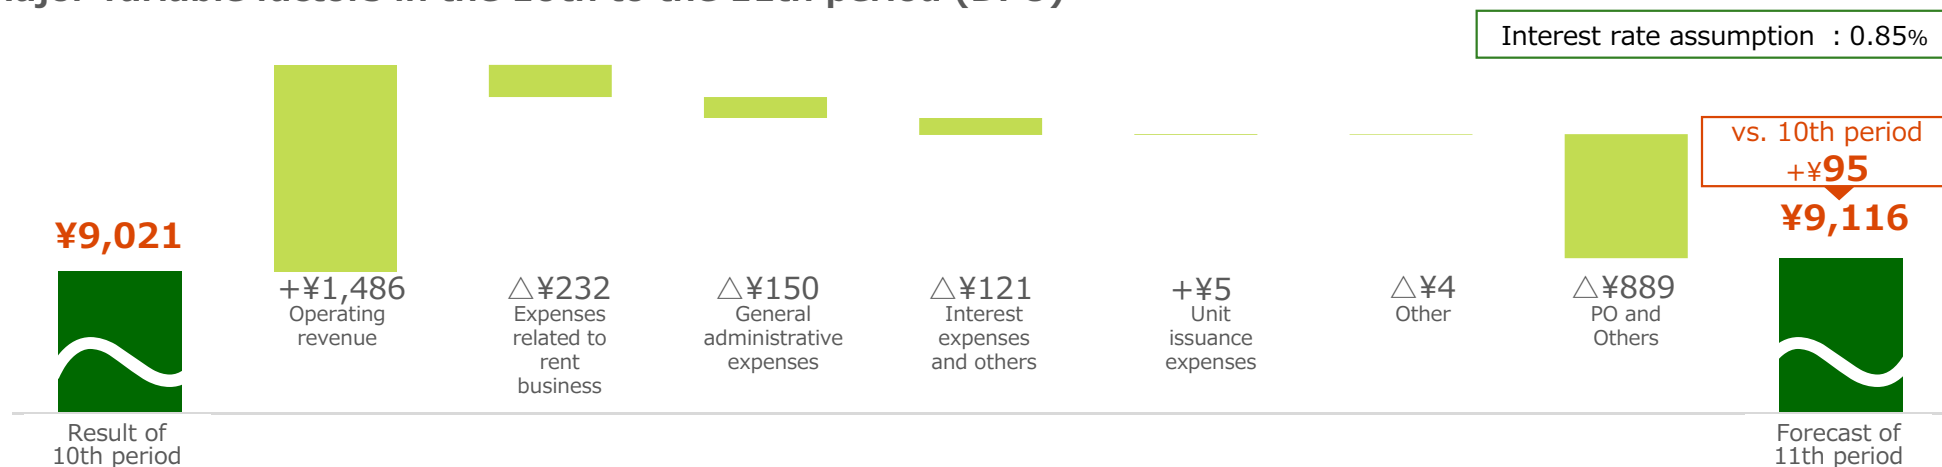 Interest rate assumption : 0.85%
vs. 10th period
+¥95
¥9,021
¥9,116
+¥1,486
Operating
revenue
△¥232
Expenses
related to
rent
business
△¥150
General
administrative
expenses
△¥121
Interest
expenses
and others
+¥5
Unit
issuance
expenses
△¥4
Other
△¥889
PO and
Others
Result of
10th period
Forecast of
11th period